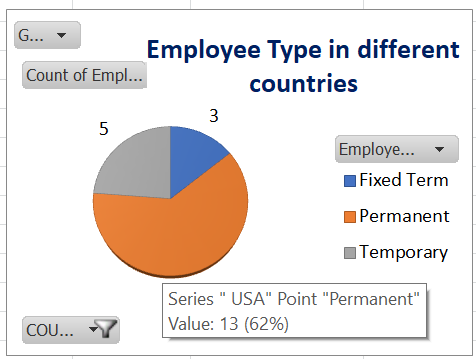 G...
Employee Type in different
countries
Count of Empl...
3
5
Employe...
Fixed Term
Permanent
Temporary
Series " USA" Point "Permanent"
Value: 13 (62%)
COU...